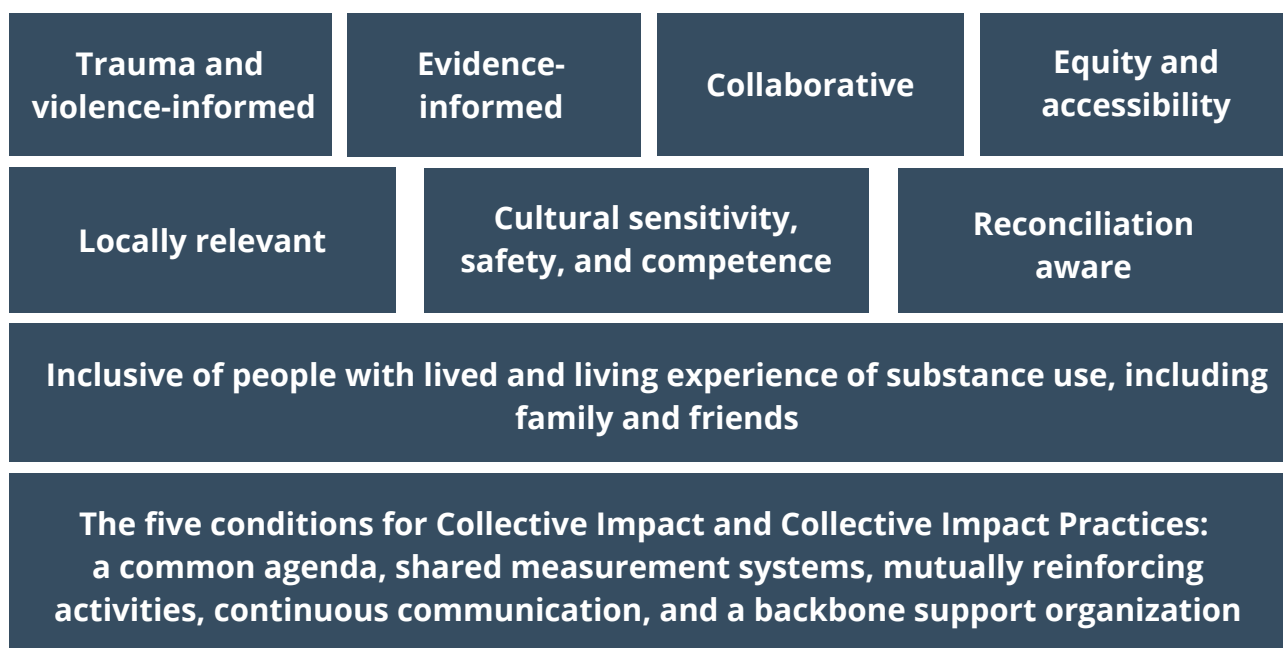 Trauma and
violence-informed
Evidence-
informed
Collaborative
Equity and
accessibility
Locally relevant
Cultural sensitivity,
safety, and competence
Reconciliation
aware
Inclusive of people with lived and living experience of substance use, including
family and friends
The five conditions for Collective Impact and Collective Impact Practices:
a common agenda, shared measurement systems, mutually reinforcing
activities, continuous communication, and a backbone support organization